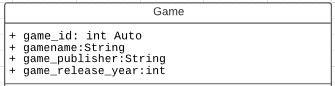 Game
+ game_id: int Auto
+ gamename:String
+ game_publisher:String
+ game_release_year:int